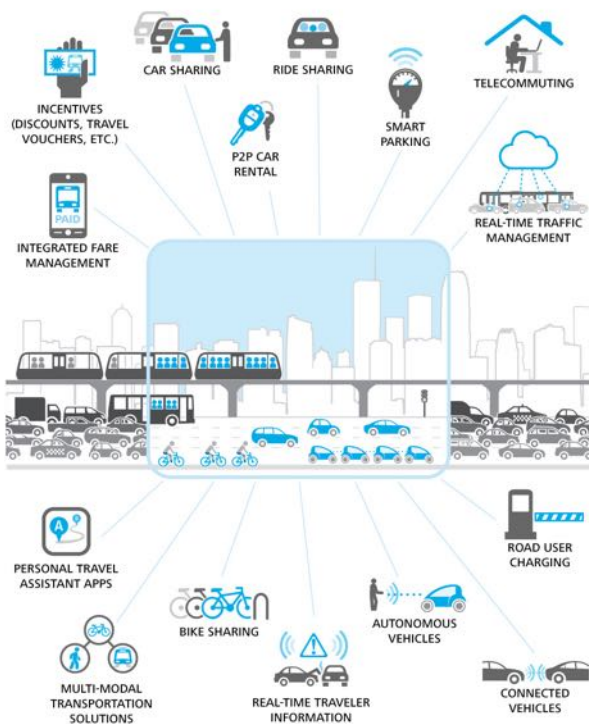 CAR SHARING
RIDE SHARING
TELECOMMUTING
INCENTIVES
(DISCOUNTS, TRAVEL
VOUCHERS, ETC.)
P2P CAR
RENTAL
SMART
PARKING
PAID
INTEGRATED FARE
MANAGEMENT
REAL-TIME TRAFFIC
MANAGEMENT
A
PERSONAL TRAVEL
ASSISTANT APPS
ROAD USER
CHARGING
BIKE SHARING
AUTONOMOUS
VEHICLES
MULTI-MODAL
TRANSPORTATION
SOLUTIONS
REAL-TIME TRAVELER
INFORMATION
CONNECTED
VEHICLES